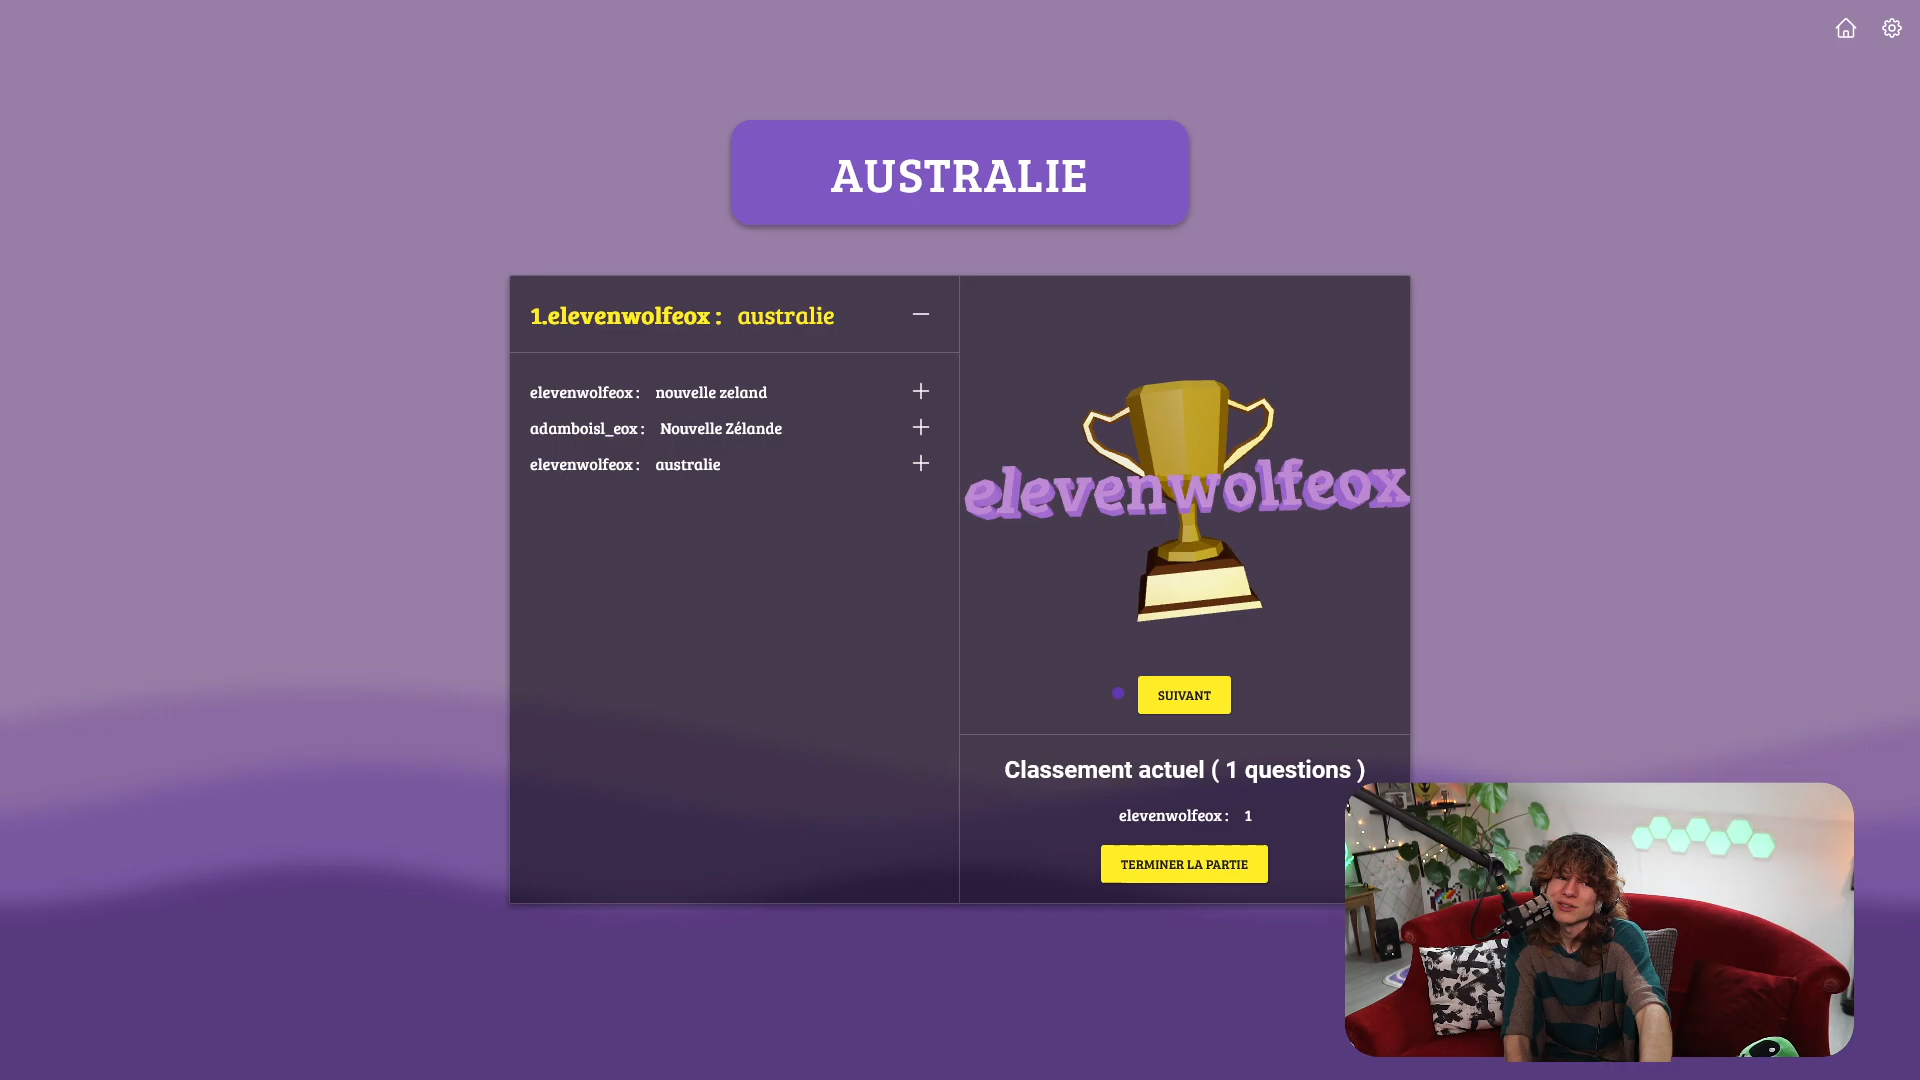 AUSTRALIE
1.elevenwolfeox : australie
elevenwolfeox : nouvelle zeland
adamboisl_eox : Nouvelle Zélande
elevenwolfeox : australie
elevenwolfeox
SUIVANT
Classement actuel ( 1 questions )
elevenwolfeox : 1
TERMINER LA PARTIE